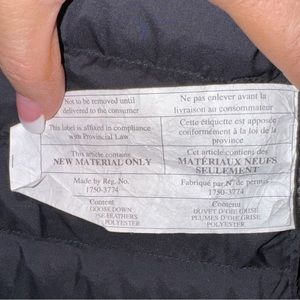 Not to be removed until
delivered to the consumer
This label is affixed in compliance
with Provincial Law
This article contains
NEW MATERIAL ONLY
Made by Reg. No.
1750-3774
Content
GOOSE DOWN
FEATHERS
POLYESTER
Ne pas enlever avant la
livraison au consommateur
Cette étiquette est apposée
conformément à la loi de la
province
Cet article contient des
MATÉRIAUX NEUFS
SEULEMENT
Fabriqué par N° de permis
1750-3774
Content
DUVET D'OIE GRISE
PLUMES D'OIE GRISE
POLYESTER